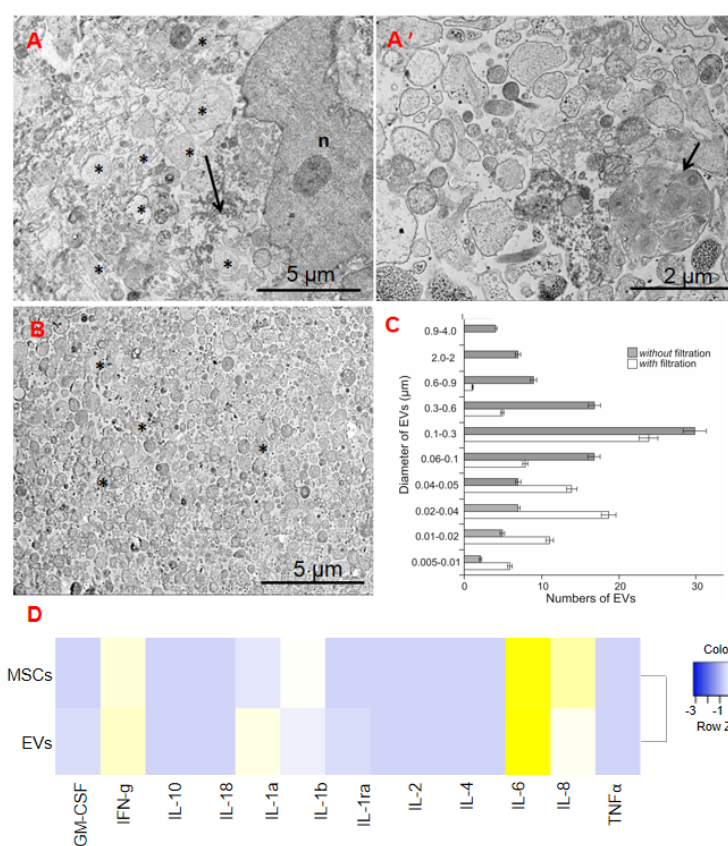 A
*
*
*
*
*
n
*
*
*
5 µm
A'
2 µm
B
*
*
*
*
5 µm
C
Diameter of EVs (µm)
0.9-4.0
2.0-2
0.6-0.9
0.3-0.6
0.1-0.3
0.06-0.1
0.04-0.05
0.02-0.04
0.01-0.02
0.005-0.01
without filtration
with filtration
0 10 20 30
Numbers of EVs
D
MSCs
EVs
GM-CSF IFN-g IL-10 IL-18 IL-1a IL-1b IL-1ra IL-2 IL-4 IL-6 IL-8 TNFα
Colo
-3 -1
Row Z